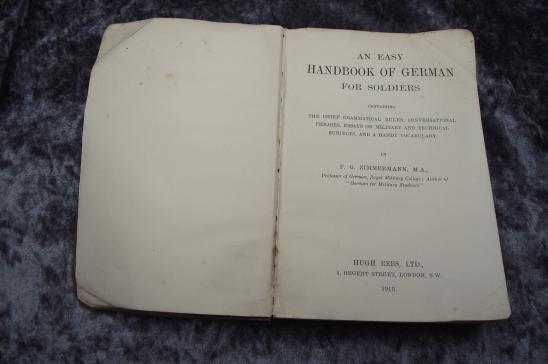 AN EASY
HANDBOOK OF GERMAN
FOR SOLDIERS
CONTAINING
THE CHIEF GRAMMATICAL RULES, CONVERSATIONAL
PHRASES, ESSAYS ON MILITARY AND TECHNICAL
SUBJECTS, AND A HANDY VOCABULARY
BY
F. G. ZIMMERMANN, M.A.,
Professor of German, Royal Military College; Author of
"German for Military Students"
HUGH REES, LTD.,
5, REGENT STREET, LONDON, S.W.
1915.